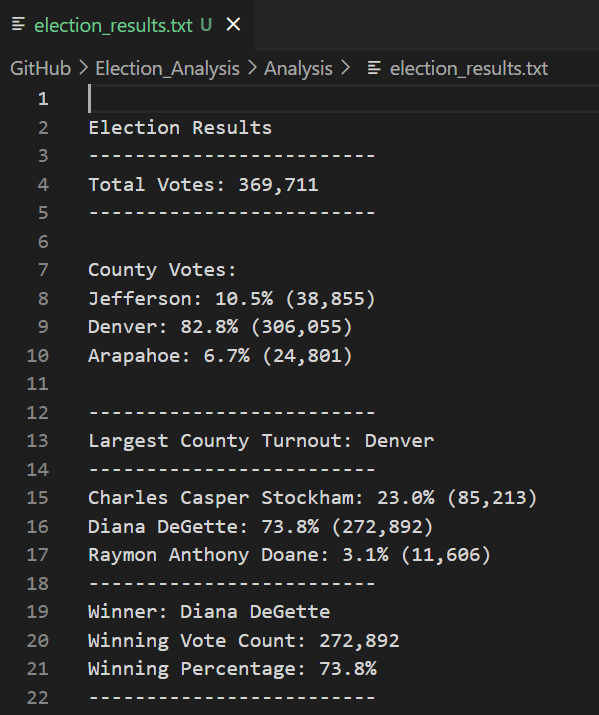 election_results.txt U
GitHub > Election_Analysis > Analysis > election_results.txt
1
2 Election Results
3 -------------------------
4 Total Votes: 369,711
5 -------------------------
6
7 County Votes:
8 Jefferson: 10.5% (38,855)
9 Denver: 82.8% (306,055)
10 Arapahoe: 6.7% (24,801)
11
12 -------------------------
13 Largest County Turnout: Denver
14 -------------------------
15 Charles Casper Stockham: 23.0% (85,213)
16 Diana DeGette: 73.8% (272,892)
17 Raymon Anthony Doane: 3.1% (11,606)
18 -------------------------
19 Winner: Diana DeGette
20 Winning Vote Count: 272,892
21 Winning Percentage: 73.8%
22 -------------------------